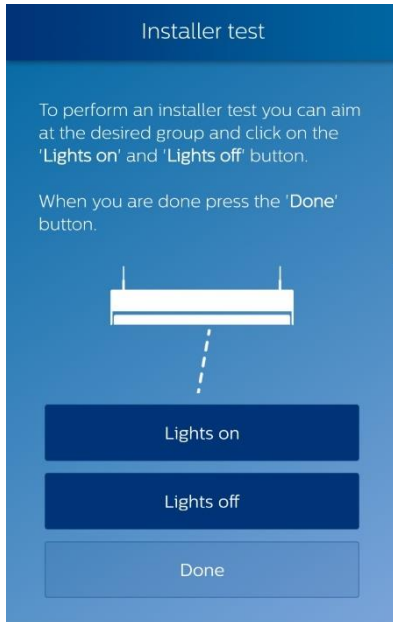 Installer test
To perform an installer test you can aim
at the desired group and click on the
'Lights on' and 'Lights off' button.
When you are done press the 'Done'
button.
Lights on
Lights off
Done